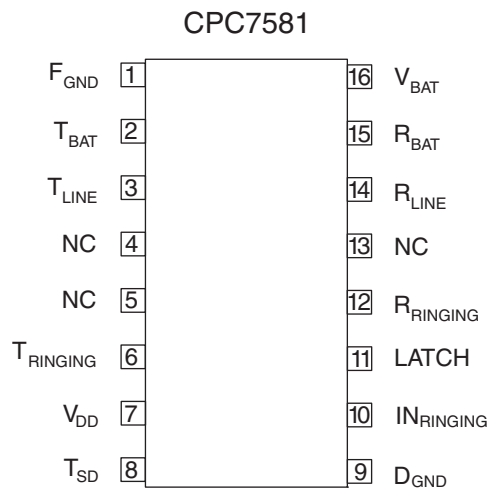 CPC7581
F_GND 1 16 V_BAT
T_BAT 2 15 R_BAT
T_LINE 3 14 R_LINE
NC 4 13 NC
NC 5 12 R_RINGING
T_RINGING 6 11 LATCH
V_DD 7 10 IN_RINGING
T_SD 8 9 D_GND